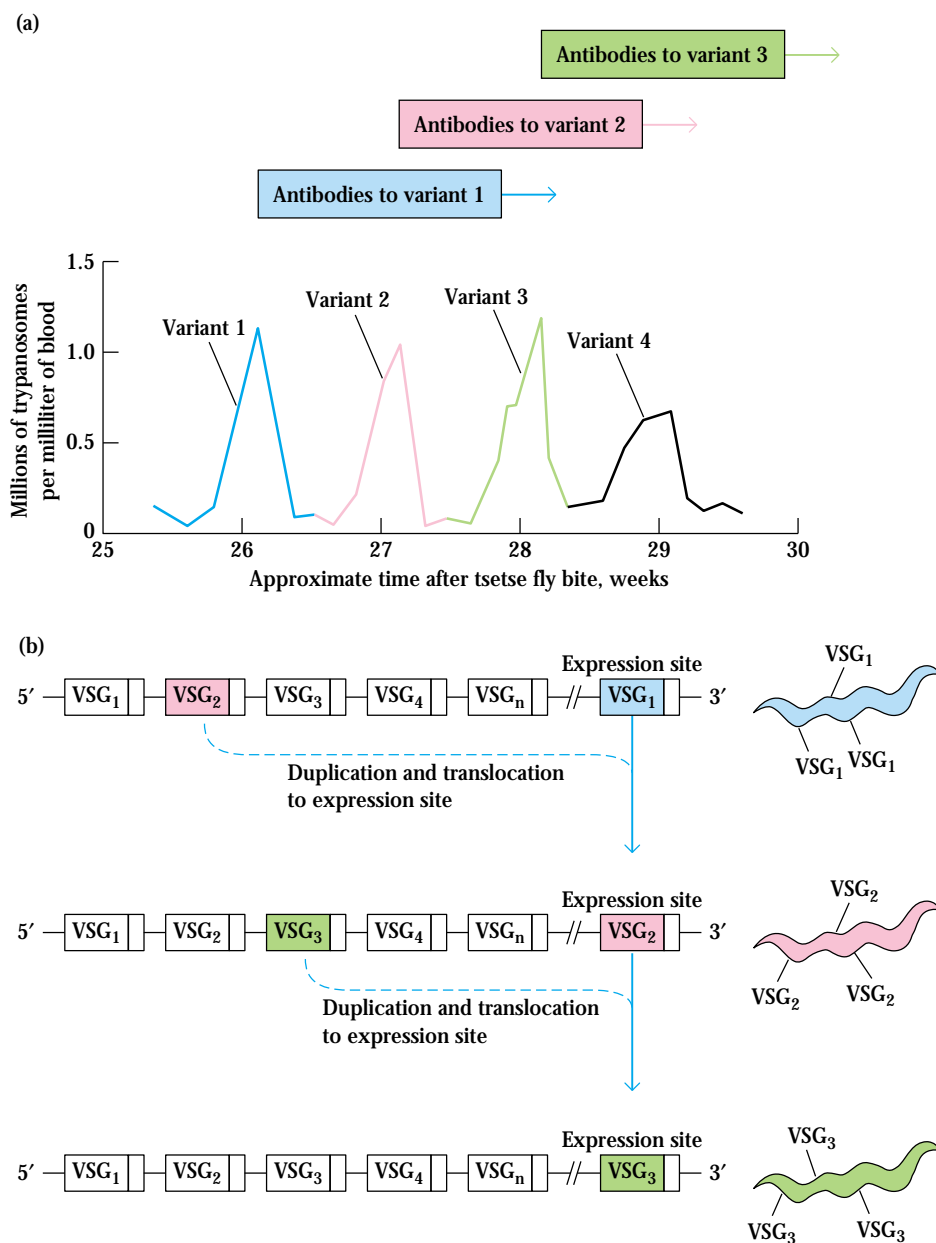 (a)
Antibodies to variant 3
Antibodies to variant 2
Antibodies to variant 1
Millions of trypanosomes
per milliliter of blood
1.5
1.0
0.5
0
Variant 1
Variant 2
Variant 3
Variant 4
25 26 27 28 29 30
Approximate time after tsetse fly bite, weeks
(b)
Expression site
5′ VSG₁ VSG₂ VSG₃ VSG₄ VSGₙ VSG₁ 3′
VSG₁
VSG₁ VSG₁
Duplication and translocation
to expression site
Expression site
5′ VSG₁ VSG₂ VSG₃ VSG₄ VSGₙ VSG₂ 3′
VSG₂
VSG₂ VSG₂
Duplication and translocation
to expression site
Expression site
5′ VSG₁ VSG₂ VSG₃ VSG₄ VSGₙ VSG₃ 3′
VSG₃
VSG₃ VSG₃